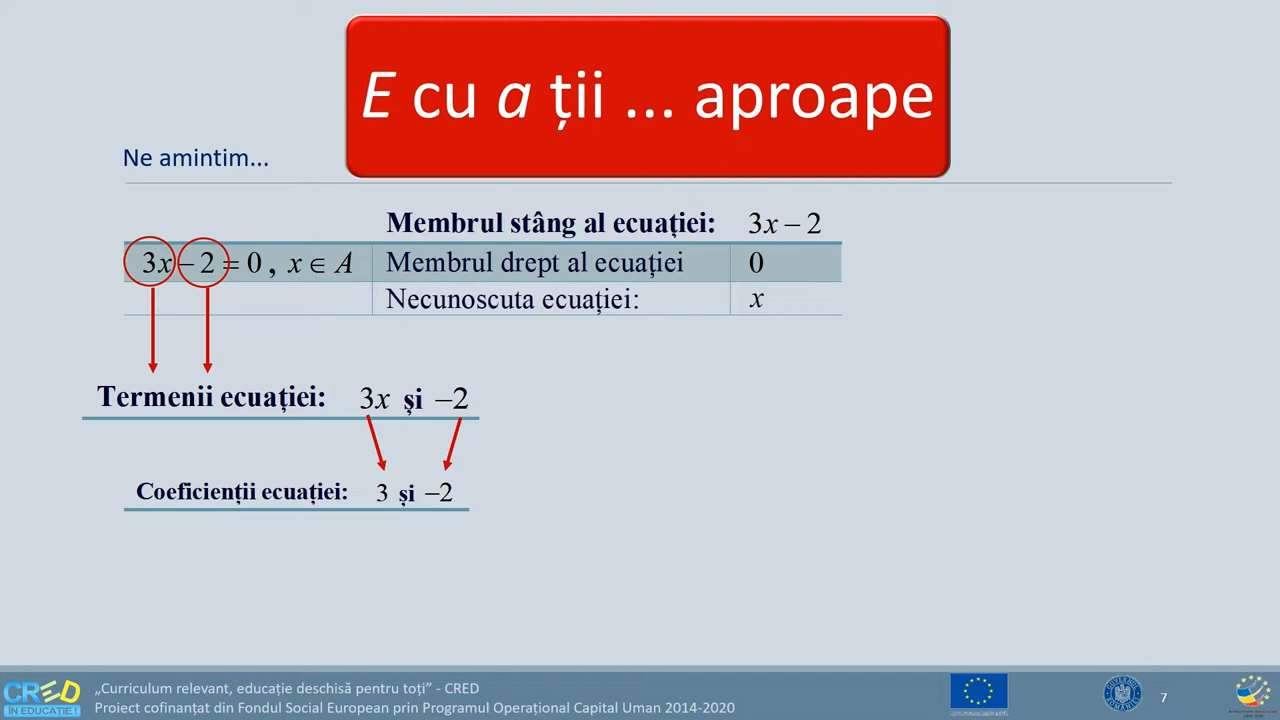 E cu a ții ... aproape
Ne amintim...
Membrul stâng al ecuației: 3x – 2
3x – 2 = 0 , x ∈ A Membrul drept al ecuației 0
Necunoscuta ecuației: x
Termenii ecuației: 3x și –2
Coeficienții ecuației: 3 și –2
CRED
ÎN EDUCAȚIE !
„Curriculum relevant, educație deschisă pentru toți” - CRED
Proiect cofinanțat din Fondul Social European prin Programul Operațional Capital Uman 2014-2020
7